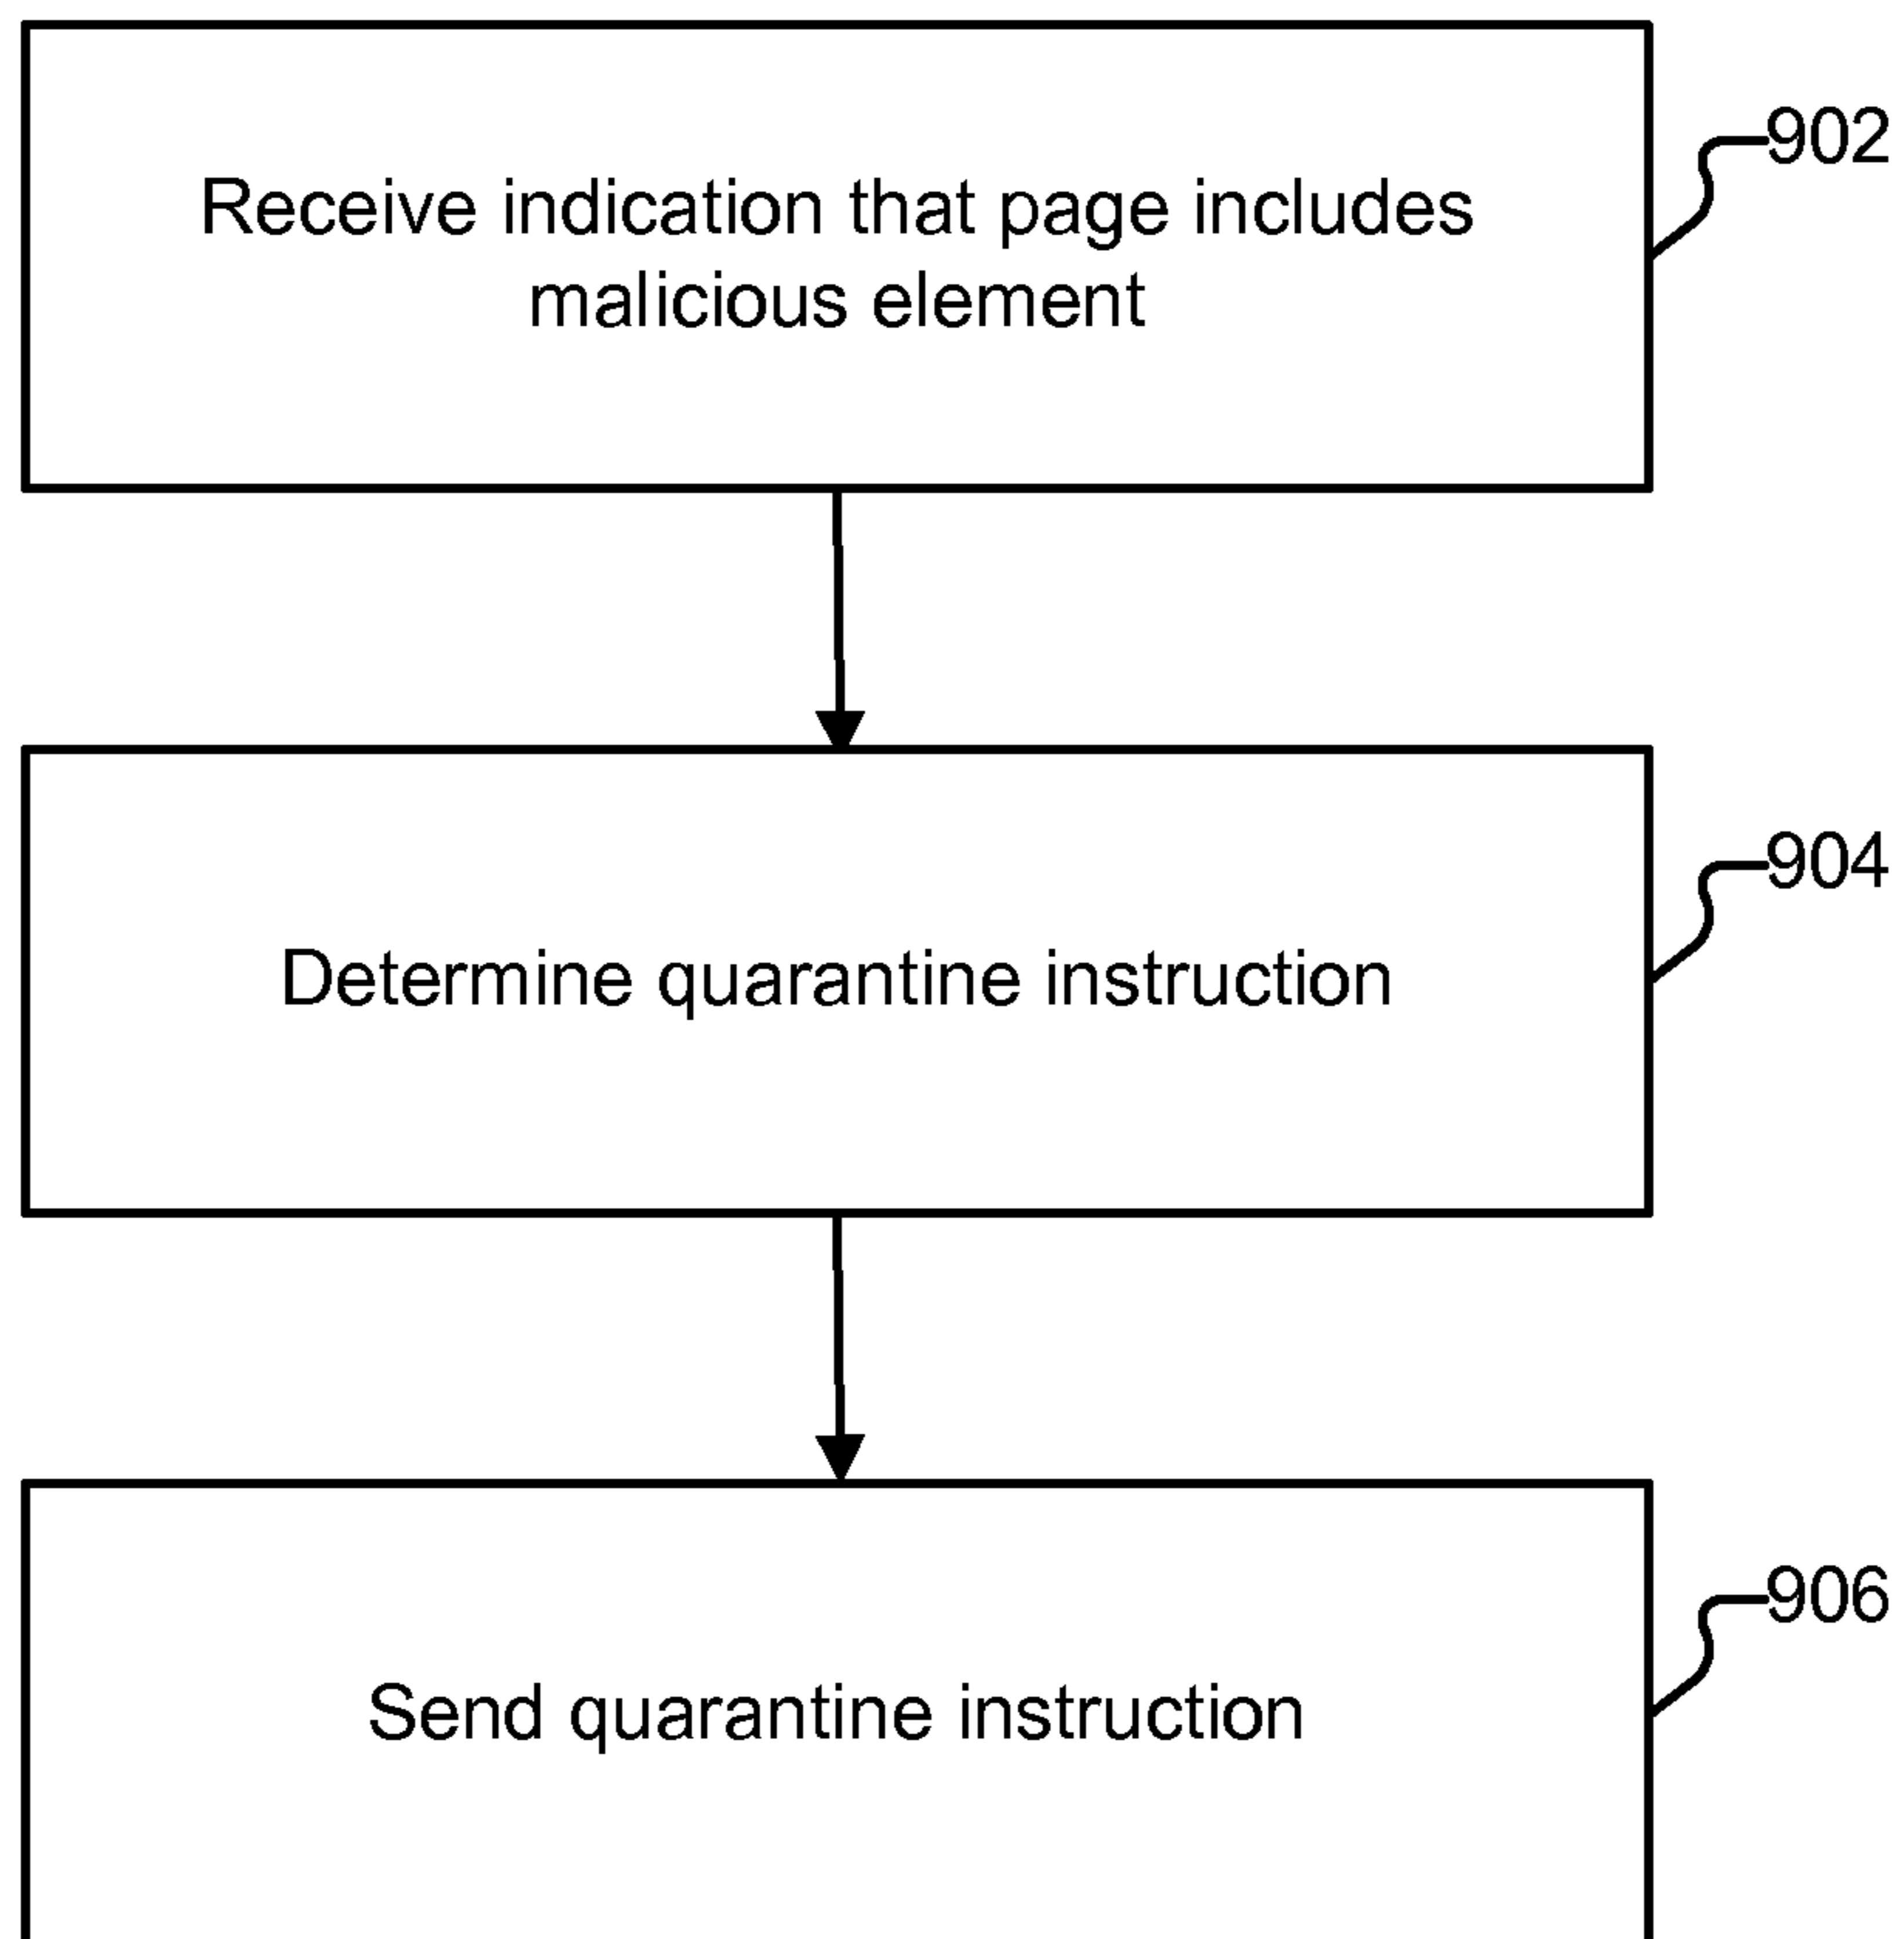 Receive indication that page includes
malicious element
902
Determine quarantine instruction
904
Send quarantine instruction
906